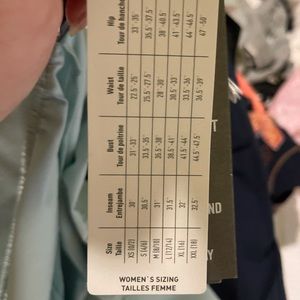 Size
Taille
Inseam
Entrejambe
Bust
Tour de poitrine
Waist
Tour de taille
Hip
Tour de hanche
XS (0/2) 30" 31"-33" 22.5"-25" 33"-35"
S (4/6) 30.5" 33.5"-35" 25.5"-27.5" 35.5"-37.5"
M (8/10) 31" 35.5"-38" 28"-30" 38"-40.5"
L (12/14) 31.5" 38.5"-41" 30.5"-33" 41"-43.5"
XL (16) 32" 41.5"-44" 33.5"-36" 44"-46.5"
XXL (18) 32.5" 44.5"-47.5" 36.5"-39" 47"-50"
WOMEN'S SIZING
TAILLES FEMME